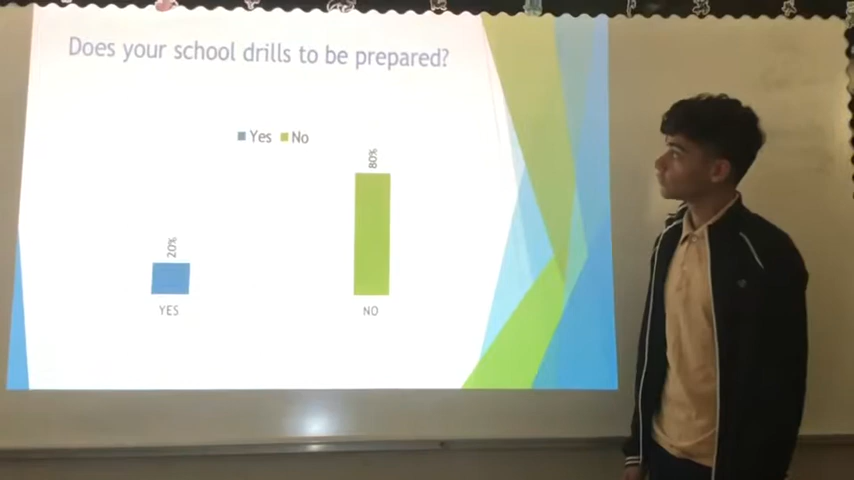 Does your school drills to be prepared?
Yes No
80%
20%
YES NO